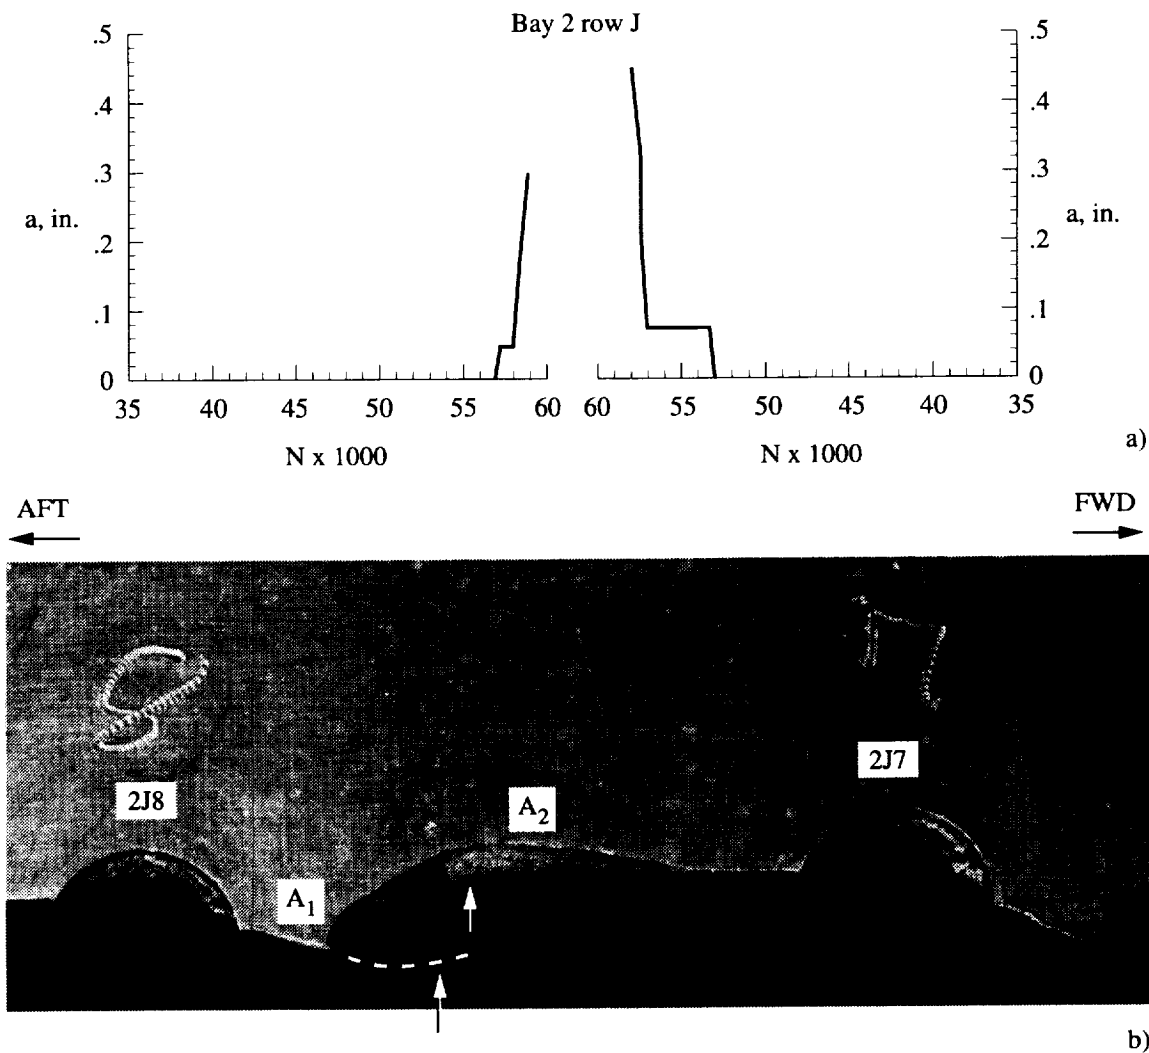 Bay 2 row J
.5
.4
.3
.2
.1
0
a, in.
35 40 45 50 55 60
N x 1000
.5
.4
.3
.2
.1
0
a, in.
60 55 50 45 40 35
N x 1000
a)
AFT
FWD
2J8
2J7
A₂
A₁
b)